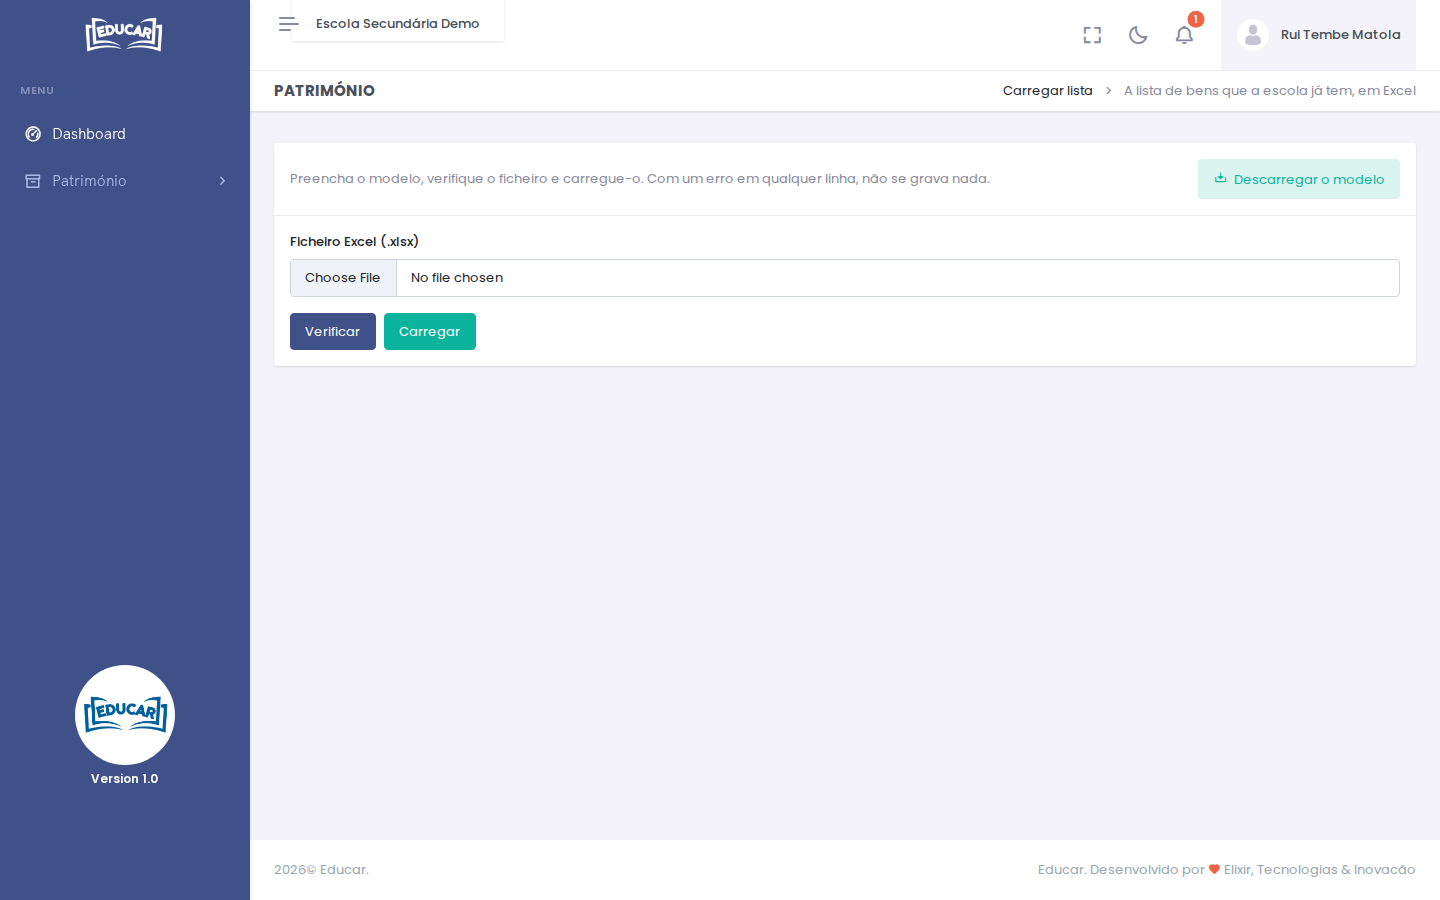 EDUCAR
MENU
Dashboard
Património
EDUCAR
Version 1.0
Escola Secundária Demo
1
Rui Tembe Matola
PATRIMÓNIO
Carregar lista > A lista de bens que a escola já tem, em Excel
Preencha o modelo, verifique o ficheiro e carregue-o. Com um erro em qualquer linha, não se grava nada.
Descarregar o modelo
Ficheiro Excel (.xlsx)
Choose File No file chosen
Verificar
Carregar
2026© Educar.
Educar. Desenvolvido por ❤ Elixir, Tecnologias & Inovacão